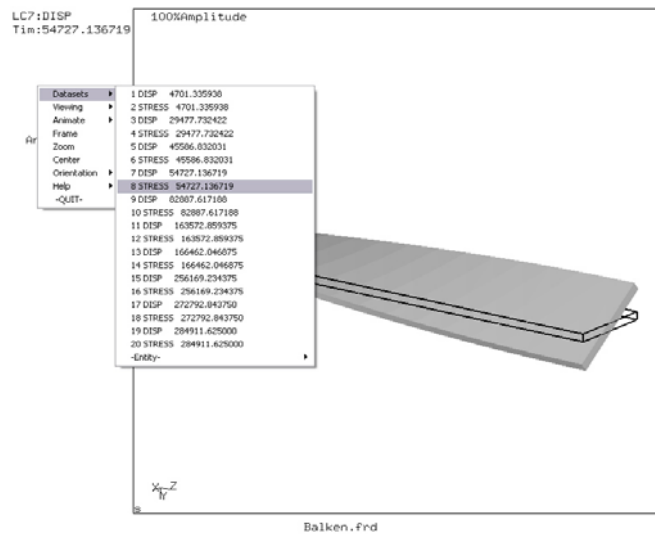 LC7:DISP
Tim:54727.136719
100%Amplitude
Datasets
Viewing
Animate
Frame
Zoom
Center
Orientation
Help
-QUIT-
1 DISP 4701.335938
2 STRESS 4701.335938
3 DISP 29477.732422
4 STRESS 29477.732422
5 DISP 45586.832031
6 STRESS 45586.832031
7 DISP 54727.136719
8 STRESS 54727.136719
9 DISP 82887.617188
10 STRESS 82887.617188
11 DISP 163572.859375
12 STRESS 163572.859375
13 DISP 166462.046875
14 STRESS 166462.046875
15 DISP 256169.234375
16 STRESS 256169.234375
17 DISP 272792.843750
18 STRESS 272792.843750
19 DISP 284911.625000
20 STRESS 284911.625000
-Entity-
X Z
Y
Balken.frd